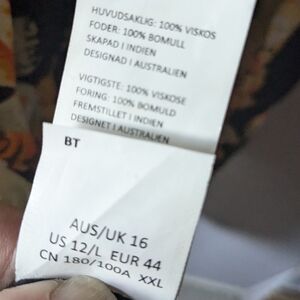 HUVUDSAKLIG: 100% VISKOS
FODER: 100% BOMULL
SKAPAD I INDIEN
DESIGNAD I AUSTRALIEN
VIGTIGSTE: 100% VISKOSE
FORING: 100% BOMULD
FREMSTILLET I INDIEN
DESIGNET I AUSTRALIEN
BT
AUS/UK 16
US 12/L EUR 44
CN 180/100A XXL